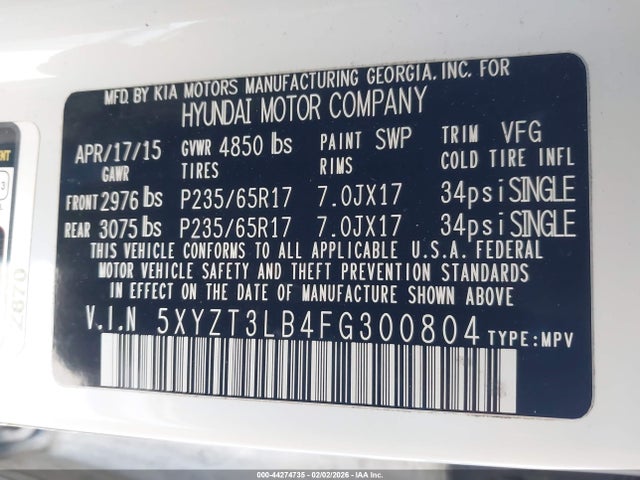 MFD. BY KIA MOTORS MANUFACTURING GEORGIA, INC. FOR
HYUNDAI MOTOR COMPANY
APR/17/15 GVWR 4850 lbs PAINT SWP TRIM VFG
GAWR TIRES RIMS COLD TIRE INFL
FRONT 2976 lbs P235/65R17 7.0JX17 34psi SINGLE
REAR 3075 lbs P235/65R17 7.0JX17 34psi SINGLE
THIS VEHICLE CONFORMS TO ALL APPLICABLE U.S.A. FEDERAL
MOTOR VEHICLE SAFETY AND THEFT PREVENTION STANDARDS
IN EFFECT ON THE DATE OF MANUFACTURE SHOWN ABOVE.
V.I.N 5XYZT3LB4FG300804 TYPE:MPV
2870
000-44274735 - 02/02/2026 - IAA Inc.